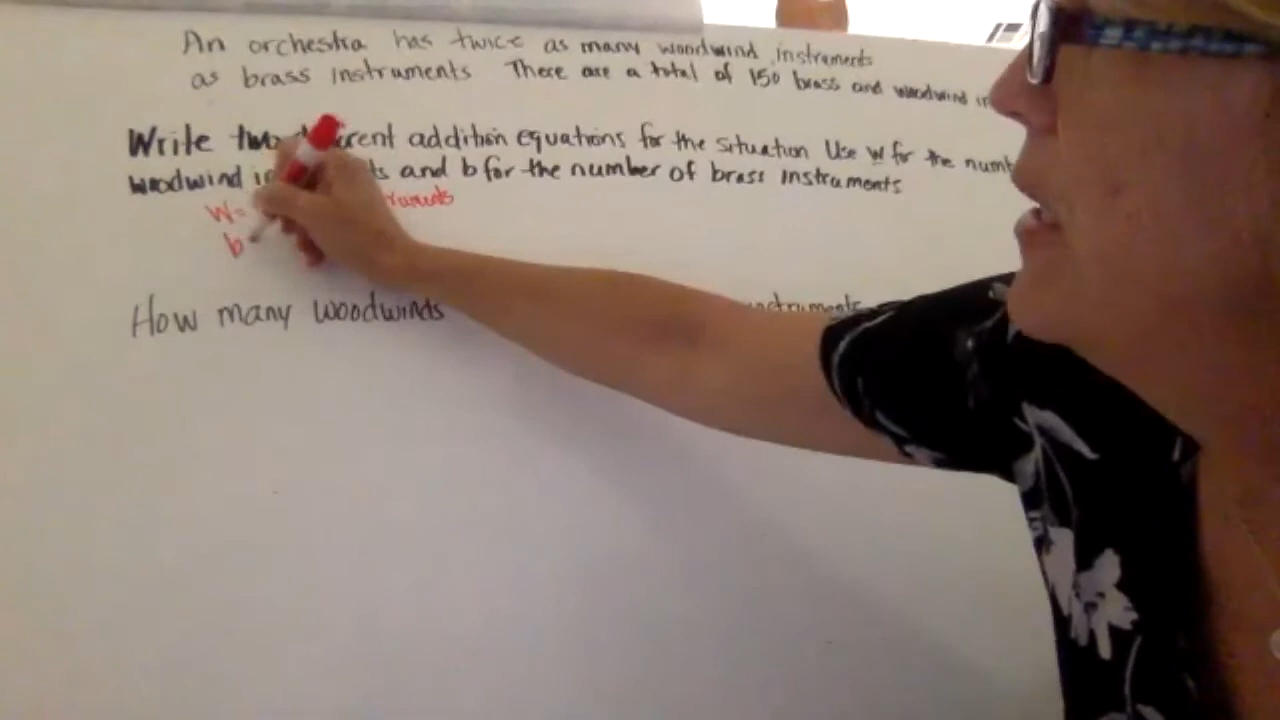 An orchestra has twice as many woodwind instruments
as brass instruments There are a total of 150 brass and woodwind
Write two addition equations for the situation Use w for the
woodwind and b for the number of brass instruments
W=
b
How many woodwinds